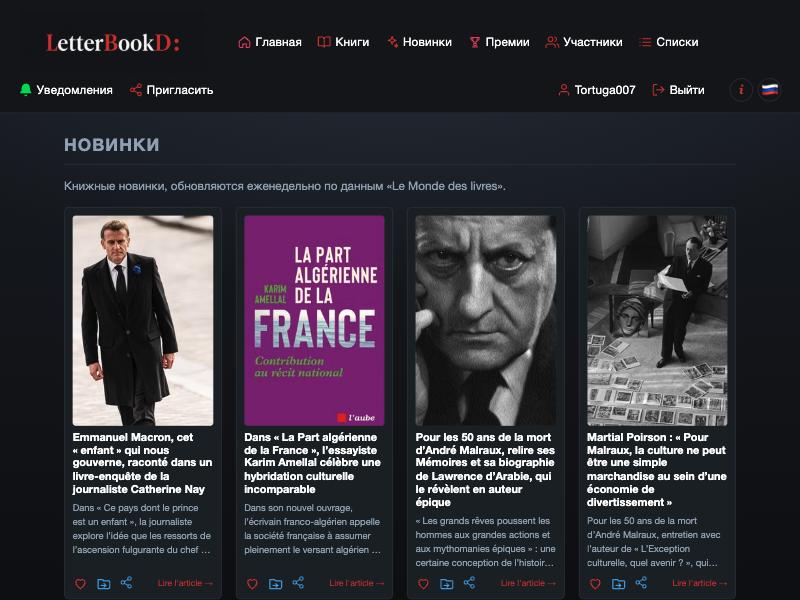 LetterBookD:
Главная
Книги
Новинки
Премии
Участники
Списки
Уведомления
Пригласить
Tortuga007
Выйти
i
НОВИНКИ
Книжные новинки, обновляются еженедельно по данным «Le Monde des livres».
Emmanuel Macron, cet
« enfant » qui nous
gouverne, raconté dans un
livre-enquête de la
journaliste Catherine Nay
Dans « Ce pays dont le prince
est un enfant », la journaliste
explore l'idée que les ressorts de
l'ascension fulgurante du chef ...
Lire l'article →
LA PART
ALGÉRIENNE
KARIM
AMELLAL
DE LA
FRANCE
Contribution
au récit national
l'aube
Dans « La Part algérienne
de la France », l'essayiste
Karim Amellal célèbre une
hybridation culturelle
incomparable
Dans son nouvel ouvrage,
l'écrivain franco-algérien appelle
la société française à assumer
pleinement le versant algérien ...
Lire l'article →
Pour les 50 ans de la mort
d'André Malraux, relire ses
Mémoires et sa biographie
de Lawrence d'Arabie, qui
le révèlent en auteur
épique
« Les grands rêves poussent les
hommes aux grandes actions et
aux mythomanies épiques » : une
certaine conception de l'histoir...
Lire l'article →
Martial Poirson : « Pour
Malraux, la culture ne peut
être une simple
marchandise au sein d'une
économie de
divertissement »
Pour les 50 ans de la mort
d'André Malraux, entretien avec
l'auteur de « L'Exception
culturelle, quel avenir ? », qui...
Lire l'article →